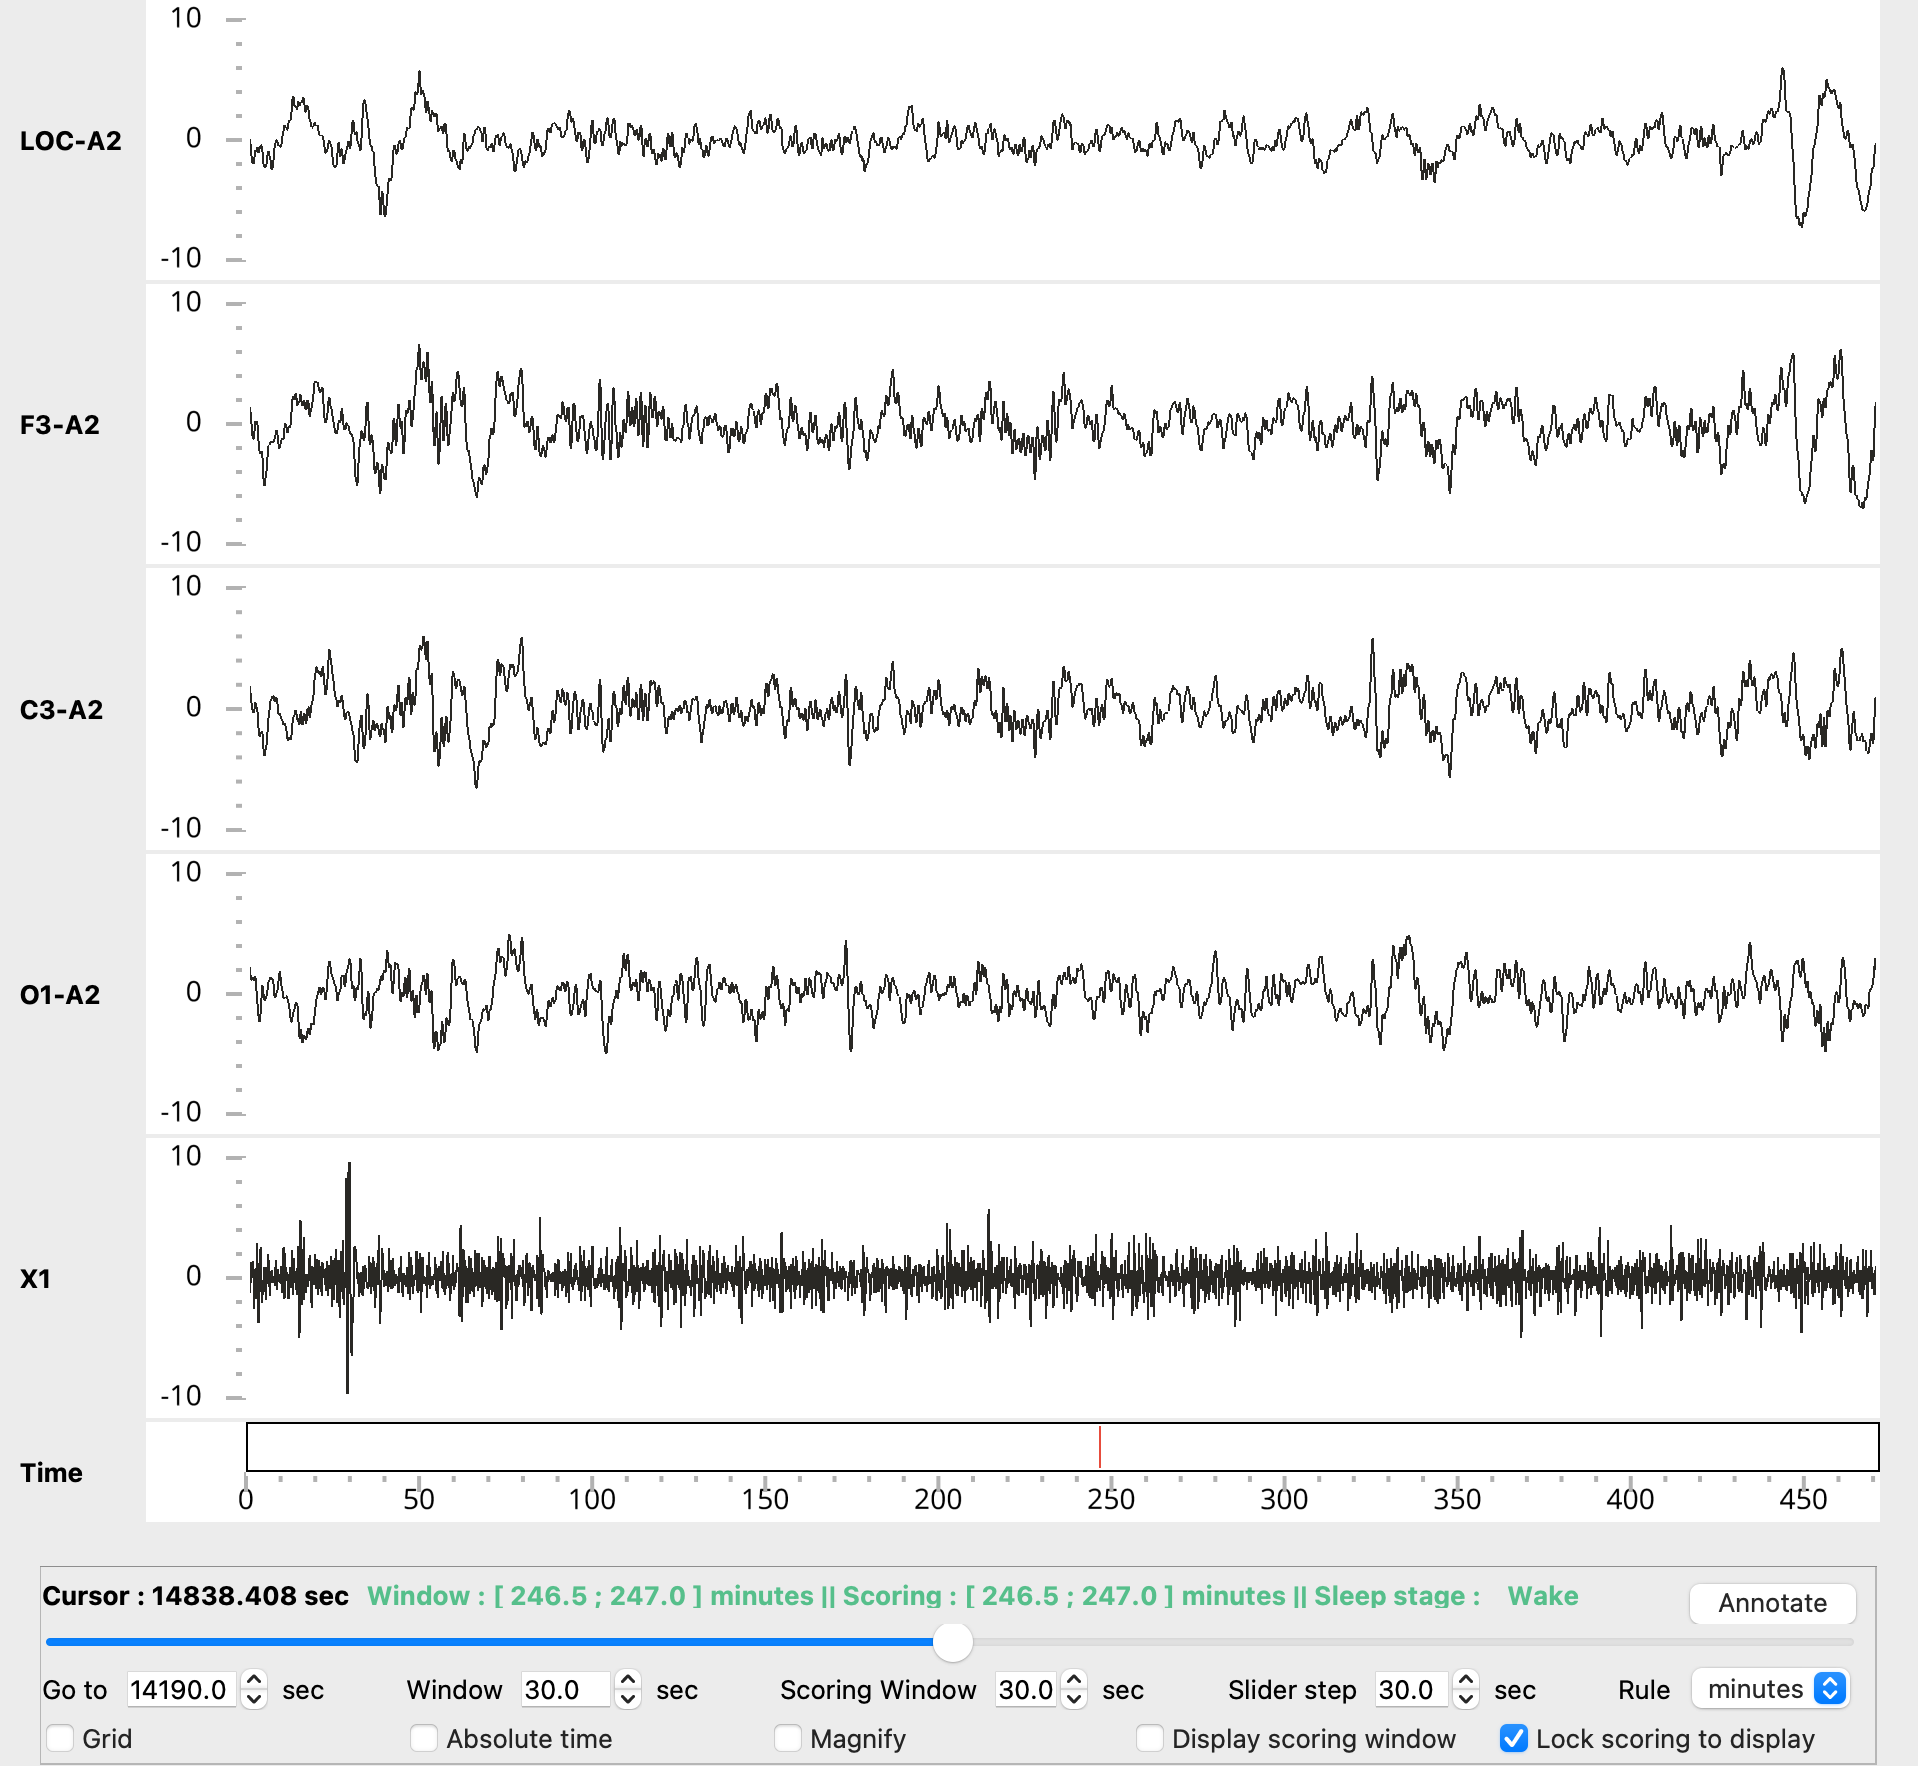 10
LOC-A2
0
-10
10
F3-A2
0
-10
10
C3-A2
0
-10
10
O1-A2
0
-10
10
X1
0
-10
Time
0 50 100 150 200 250 300 350 400 450
Cursor : 14838.408 sec Window : [ 246.5 ; 247.0 ] minutes || Scoring : [ 246.5 ; 247.0 ] minutes || Sleep stage : Wake
Annotate
Go to 14190.0 sec Window 30.0 sec Scoring Window 30.0 sec Slider step 30.0 sec Rule minutes
Grid Absolute time Magnify Display scoring window Lock scoring to display